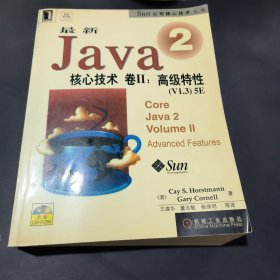 Sun 公司核心技术丛书
最新
Java 2
核心技术 卷II：高级特性
(V1.3) 5E
Core
Java 2
Volume II
Advanced Features
Sun
(美) Cay S. Horstmann
Gary Cornell 著
等译
机械工业出版社
China Machine Press